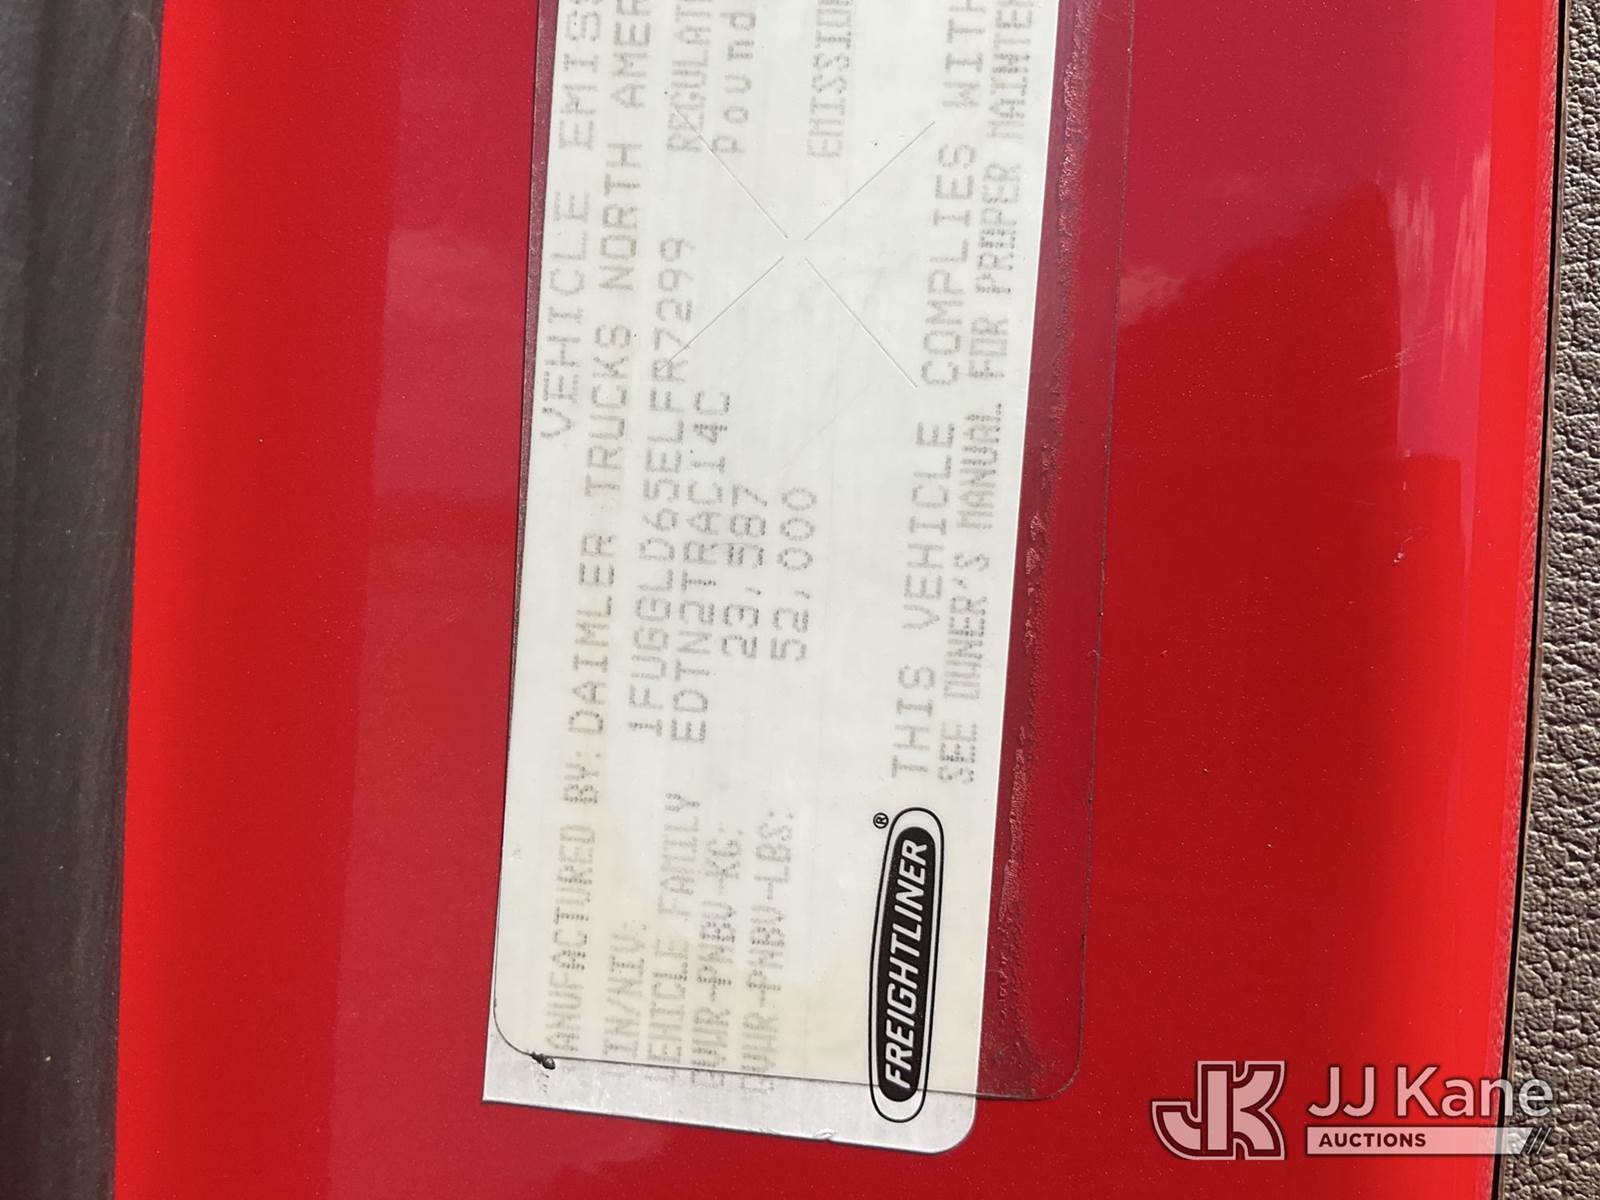 VEHICLE EMISS
MANUFACTURED BY: DAIMLER TRUCKS NORTH AMER
VIN/NIV: 1FUGGLD65ELFR7299
VEHICLE FAMILY EDTN2TRAC14C REGULAT
GVWR-PNBV-KG: 23,587 Pound
GVWR-PNBV-LBS: 52,000
EMISSION
THIS VEHICLE COMPLIES WITH
SEE OWNER'S MANUAL FOR PROPER MAINTEN
FREIGHTLINER®
JK JJ Kane
AUCTIONS